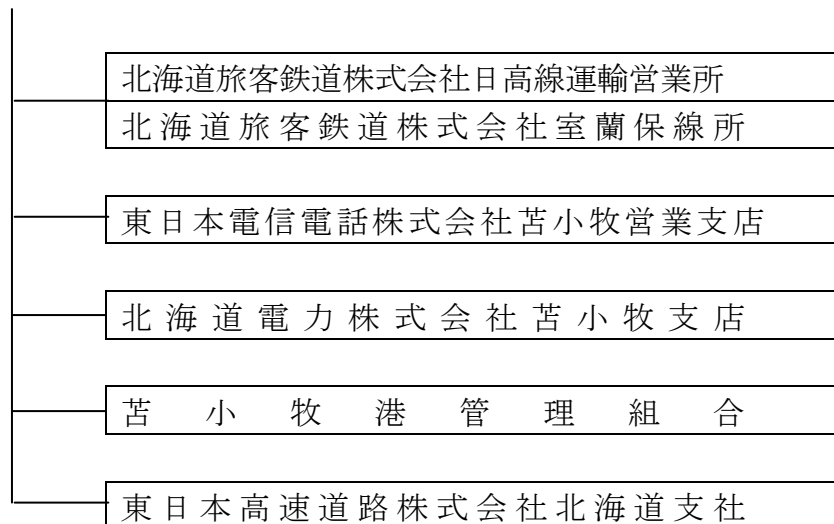 北海道旅客鉄道株式会社日高線運輸営業所
北海道旅客鉄道株式会社室蘭保線所
東日本電信電話株式会社苫小牧営業支店
北海道電力株式会社苫小牧支店
苫小牧港管理組合
東日本高速道路株式会社北海道支社